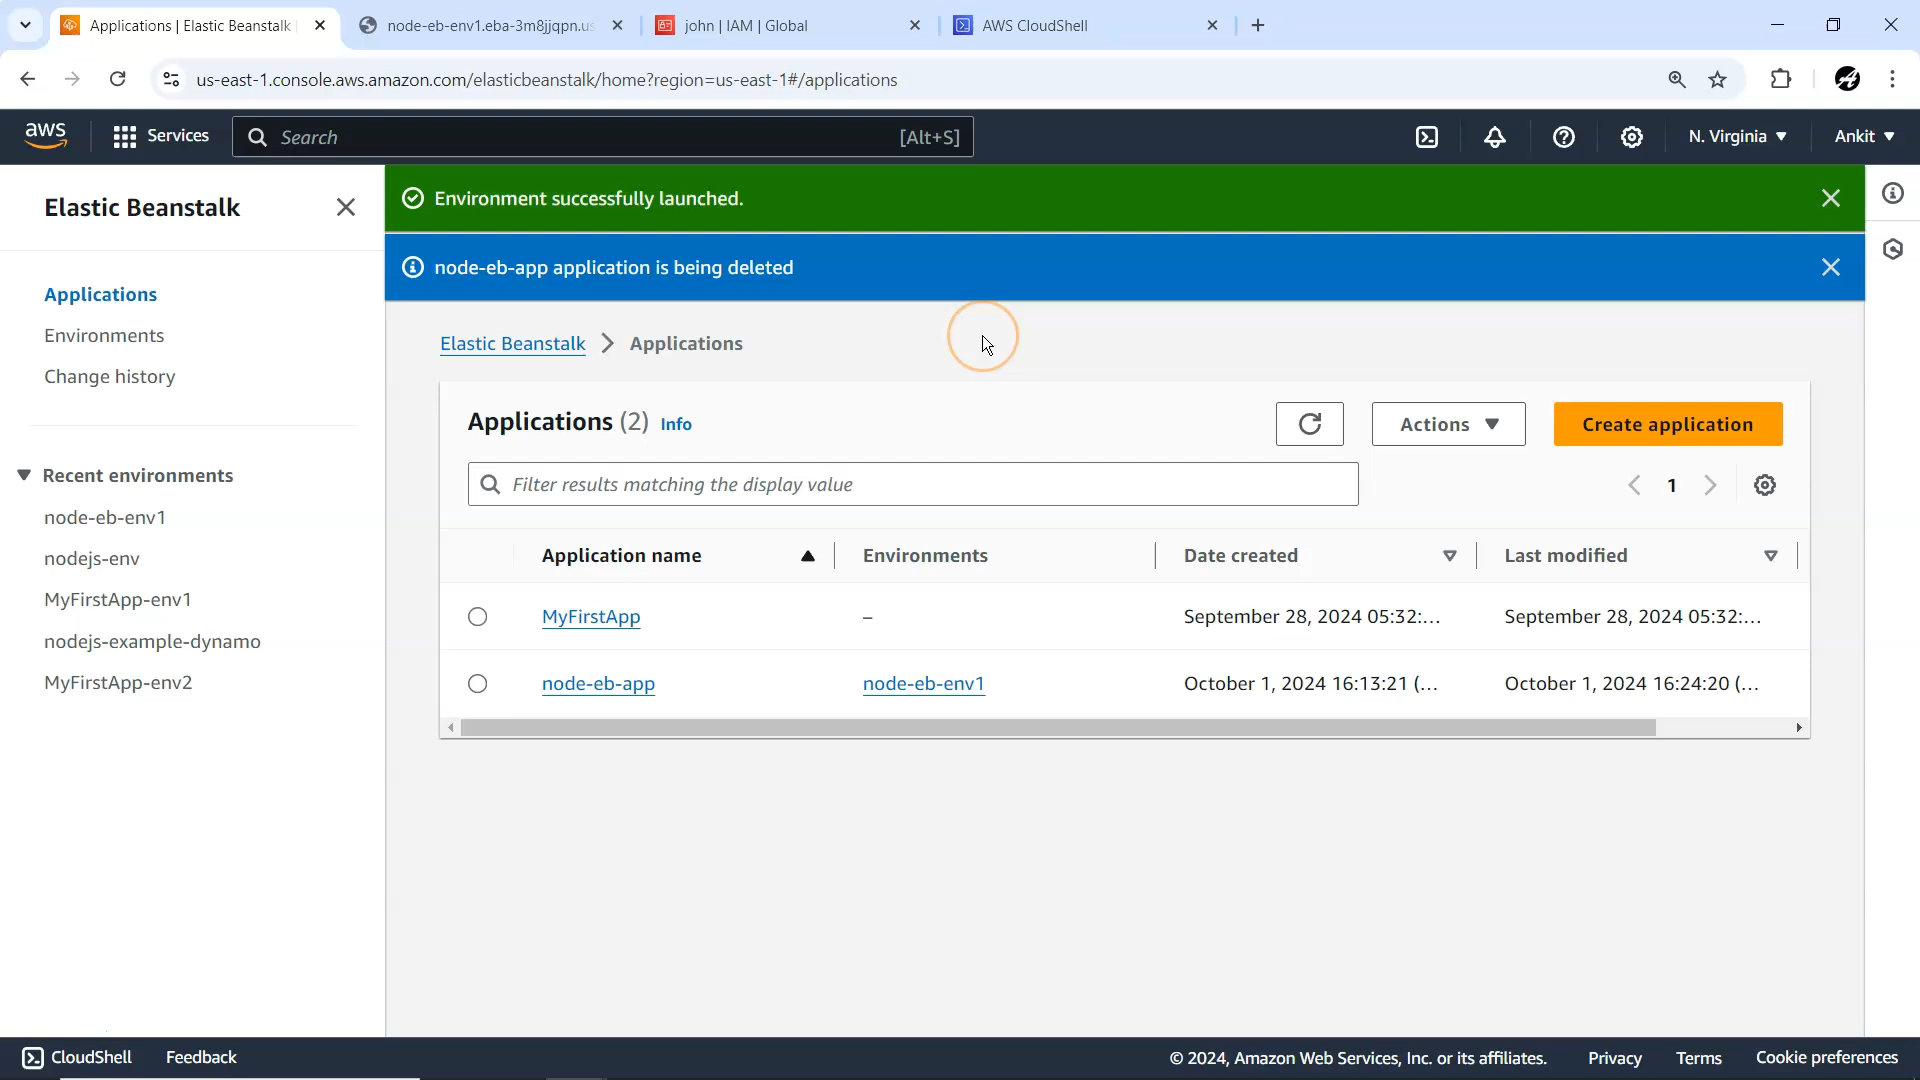 Applications | Elastic Beanstalk
node-eb-env1.eba-3m8jjqpn.us
john | IAM | Global
AWS CloudShell
us-east-1.console.aws.amazon.com/elasticbeanstalk/home?region=us-east-1#/applications
aws
Services
Search
[Alt+S]
N. Virginia
Ankit
Elastic Beanstalk
Applications
Environments
Change history
Recent environments
node-eb-env1
nodejs-env
MyFirstApp-env1
nodejs-example-dynamo
MyFirstApp-env2
Environment successfully launched.
node-eb-app application is being deleted
Elastic Beanstalk > Applications
Applications (2) Info
Actions
Create application
Filter results matching the display value
1
Application name Environments Date created Last modified
MyFirstApp – September 28, 2024 05:32:... September 28, 2024 05:32:...
node-eb-app node-eb-env1 October 1, 2024 16:13:21 (... October 1, 2024 16:24:20 (...
CloudShell Feedback © 2024, Amazon Web Services, Inc. or its affiliates. Privacy Terms Cookie preferences